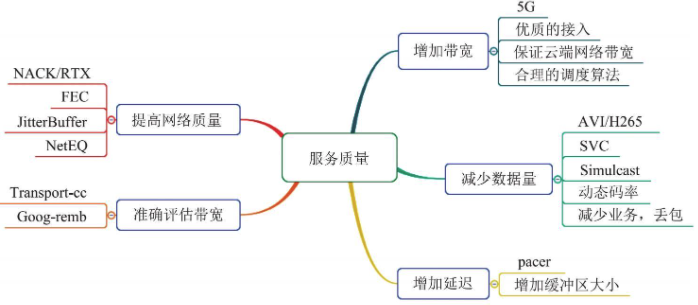 服务质量
提高网络质量
NACK/RTX
FEC
JitterBuffer
NetEQ
准确评估带宽
Transport-cc
Goog-remb
增加带宽
5G
优质的接入
保证云端网络带宽
合理的调度算法
减少数据量
AVI/H265
SVC
Simulcast
动态码率
减少业务，丢包
增加延迟
pacer
增加缓冲区大小